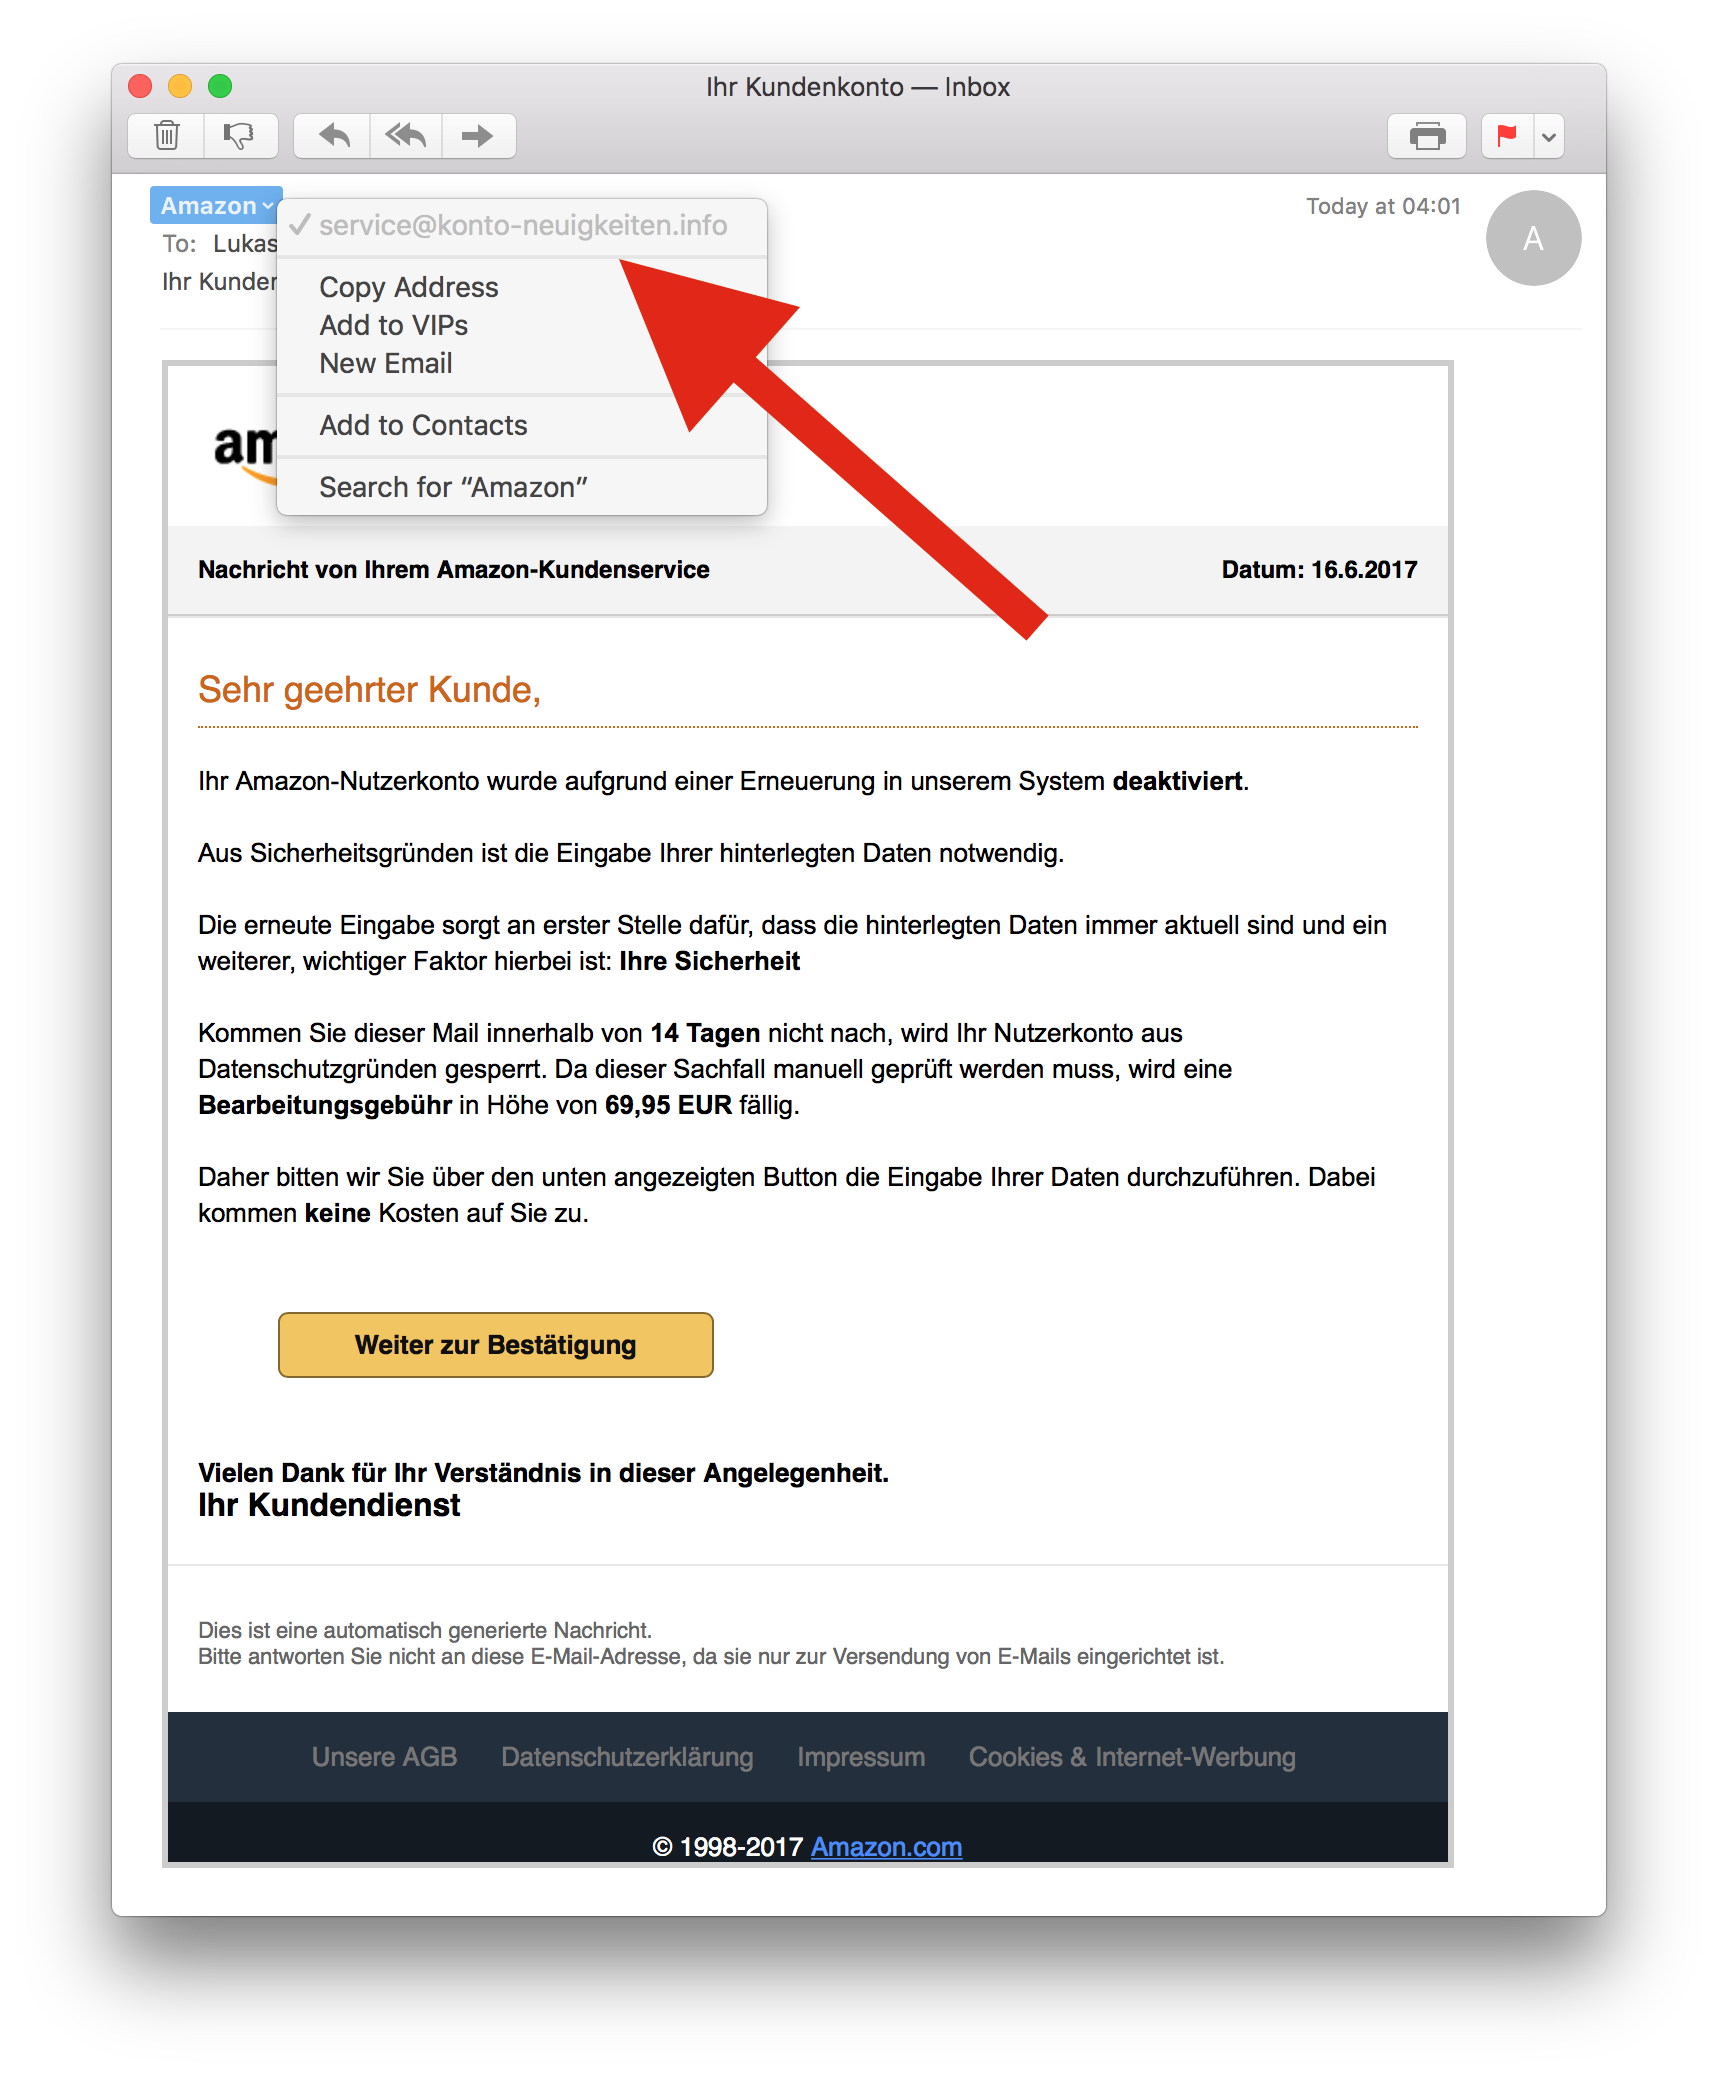 Ihr Kundenkonto — Inbox
Amazon
service@konto-neuigkeiten.info
Today at 04:01
A
To: Lukas
Ihr Kunden
Copy Address
Add to VIPs
New Email
Add to Contacts
Search for “Amazon”
am
Nachricht von Ihrem Amazon-Kundenservice
Datum: 16.6.2017
Sehr geehrter Kunde,
Ihr Amazon-Nutzerkonto wurde aufgrund einer Erneuerung in unserem System deaktiviert.
Aus Sicherheitsgründen ist die Eingabe Ihrer hinterlegten Daten notwendig.
Die erneute Eingabe sorgt an erster Stelle dafür, dass die hinterlegten Daten immer aktuell sind und ein
weiterer, wichtiger Faktor hierbei ist: Ihre Sicherheit
Kommen Sie dieser Mail innerhalb von 14 Tagen nicht nach, wird Ihr Nutzerkonto aus
Datenschutzgründen gesperrt. Da dieser Sachfall manuell geprüft werden muss, wird eine
Bearbeitungsgebühr in Höhe von 69,95 EUR fällig.
Daher bitten wir Sie über den unten angezeigten Button die Eingabe Ihrer Daten durchzuführen. Dabei
kommen keine Kosten auf Sie zu.
Weiter zur Bestätigung
Vielen Dank für Ihr Verständnis in dieser Angelegenheit.
Ihr Kundendienst
Dies ist eine automatisch generierte Nachricht.
Bitte antworten Sie nicht an diese E-Mail-Adresse, da sie nur zur Versendung von E-Mails eingerichtet ist.
Unsere AGB Datenschutzerklärung Impressum Cookies & Internet-Werbung
© 1998-2017 Amazon.com